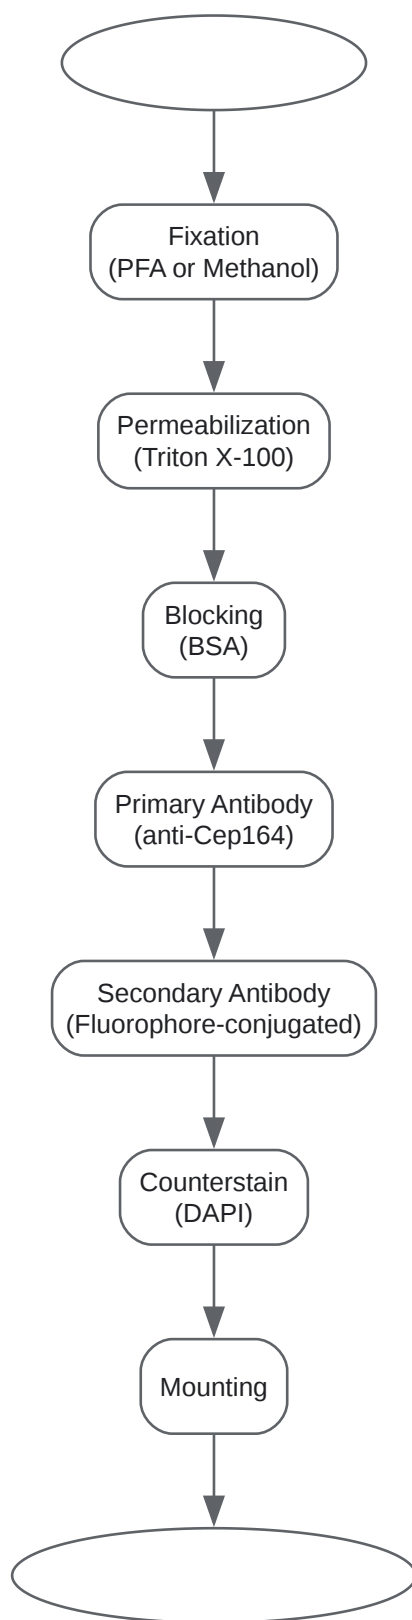 Fixation
(PFA or Methanol)
Permeabilization
(Triton X-100)
Blocking
(BSA)
Primary Antibody
(anti-Cep164)
Secondary Antibody
(Fluorophore-conjugated)
Counterstain
(DAPI)
Mounting